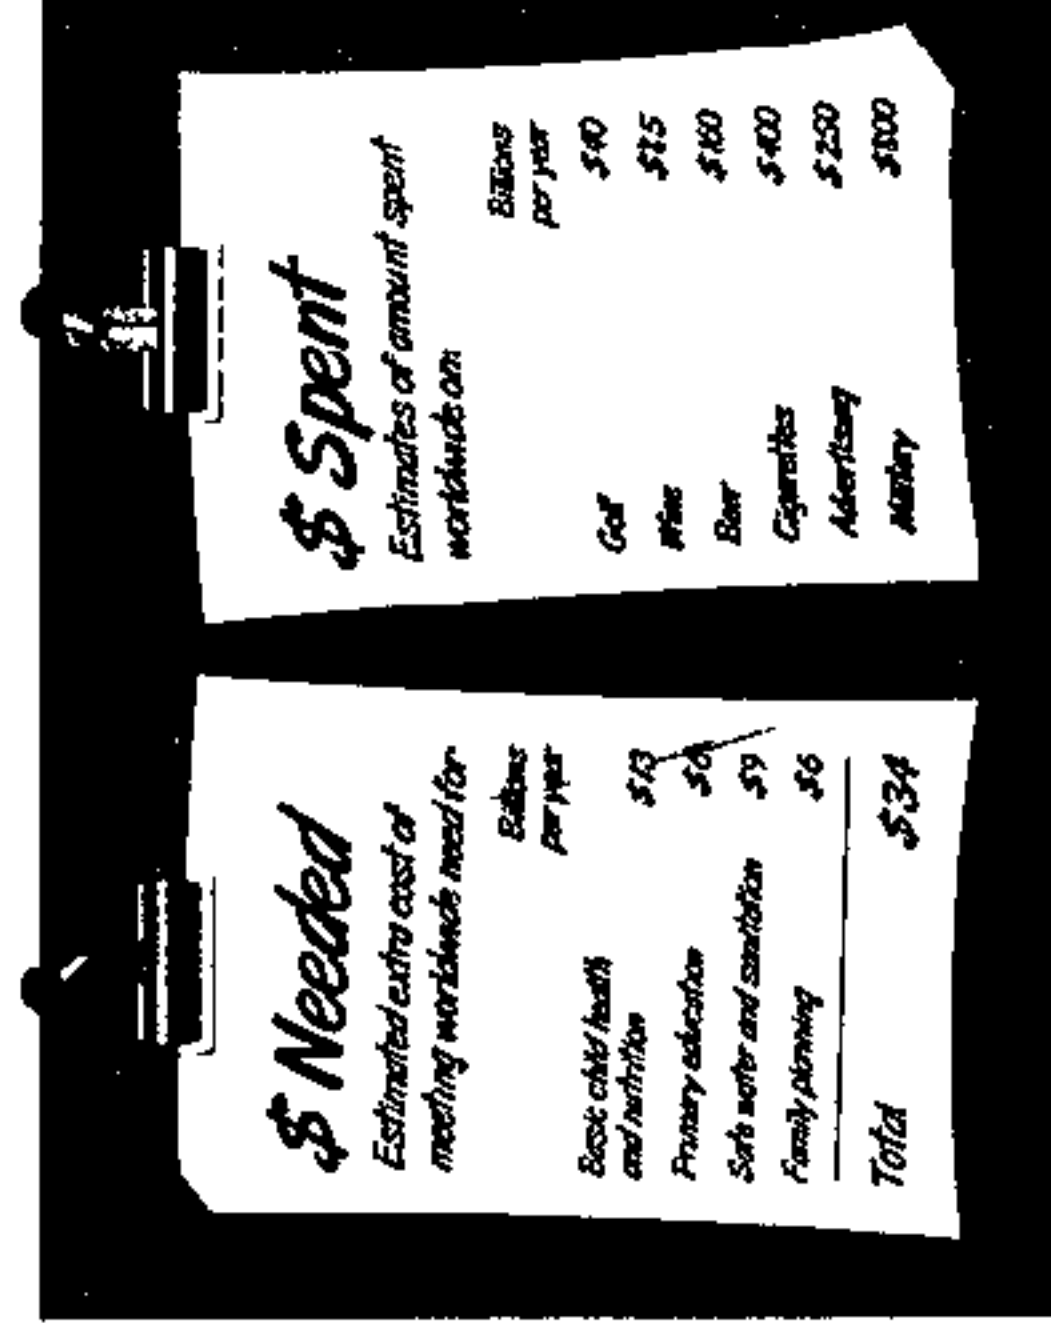 $ Needed
Estimated extra cost of
meeting worldwide need for
Billions
per year
Basic child health
and nutrition $13
Primary education $6
Safe water and sanitation $9
Family planning $6
Total $34
$ Spent
Estimates of amount spent
worldwide on:
Billions
per year
Golf $40
Wine $85
Beer $160
Cigarettes $400
Advertising $250
Military $800